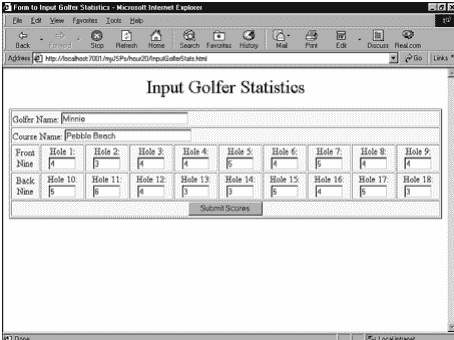 Form to Input Golfer Statistics - Microsoft Internet Explorer
File Edit View Favorites Tools Help
Back Forward Stop Refresh Home Search Favorites History Mail Print Edit Discuss Real.com
Address http://localhost:7001/myJSPs/hour20/InputGolferStats.html Go Links
Input Golfer Statistics
Golfer Name: Minnie
Course Name: Pebble Beach
Front Nine Hole 1: Hole 2: Hole 3: Hole 4: Hole 5: Hole 6: Hole 7: Hole 8: Hole 9:
4 3 4 4 5 4 5 4 4
Back Nine Hole 10: Hole 11: Hole 12: Hole 13: Hole 14: Hole 15: Hole 16: Hole 17: Hole 18:
5 6 4 3 3 5 4 5 3
Submit Scores
Done Local intranet